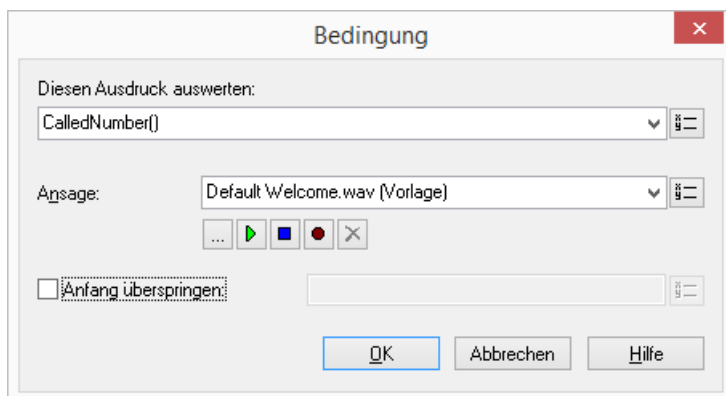 Bedingung
Diesen Ausdruck auswerten:
CalledNumber()
Ansage: Default Welcome.wav (Vorlage)
...
Anfang überspringen:
OK Abbrechen Hilfe